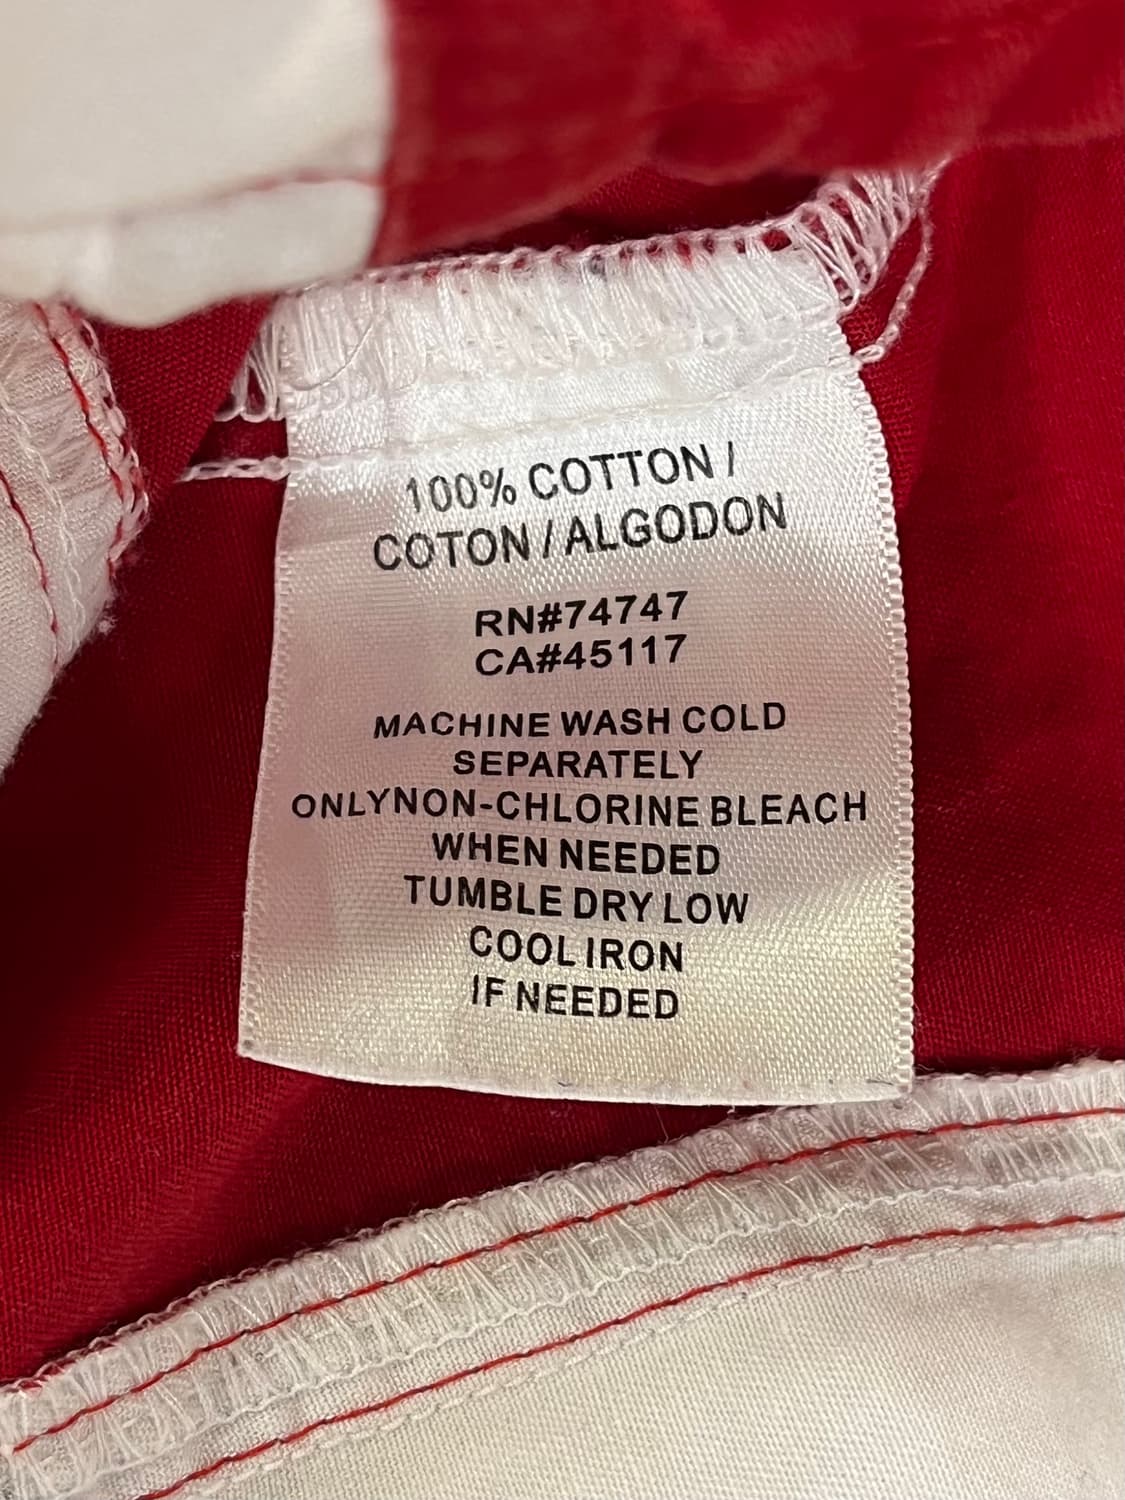 100% COTTON /
COTON / ALGODON
RN#74747
CA#45117
MACHINE WASH COLD
SEPARATELY
ONLYNON-CHLORINE BLEACH
WHEN NEEDED
TUMBLE DRY LOW
COOL IRON
IF NEEDED